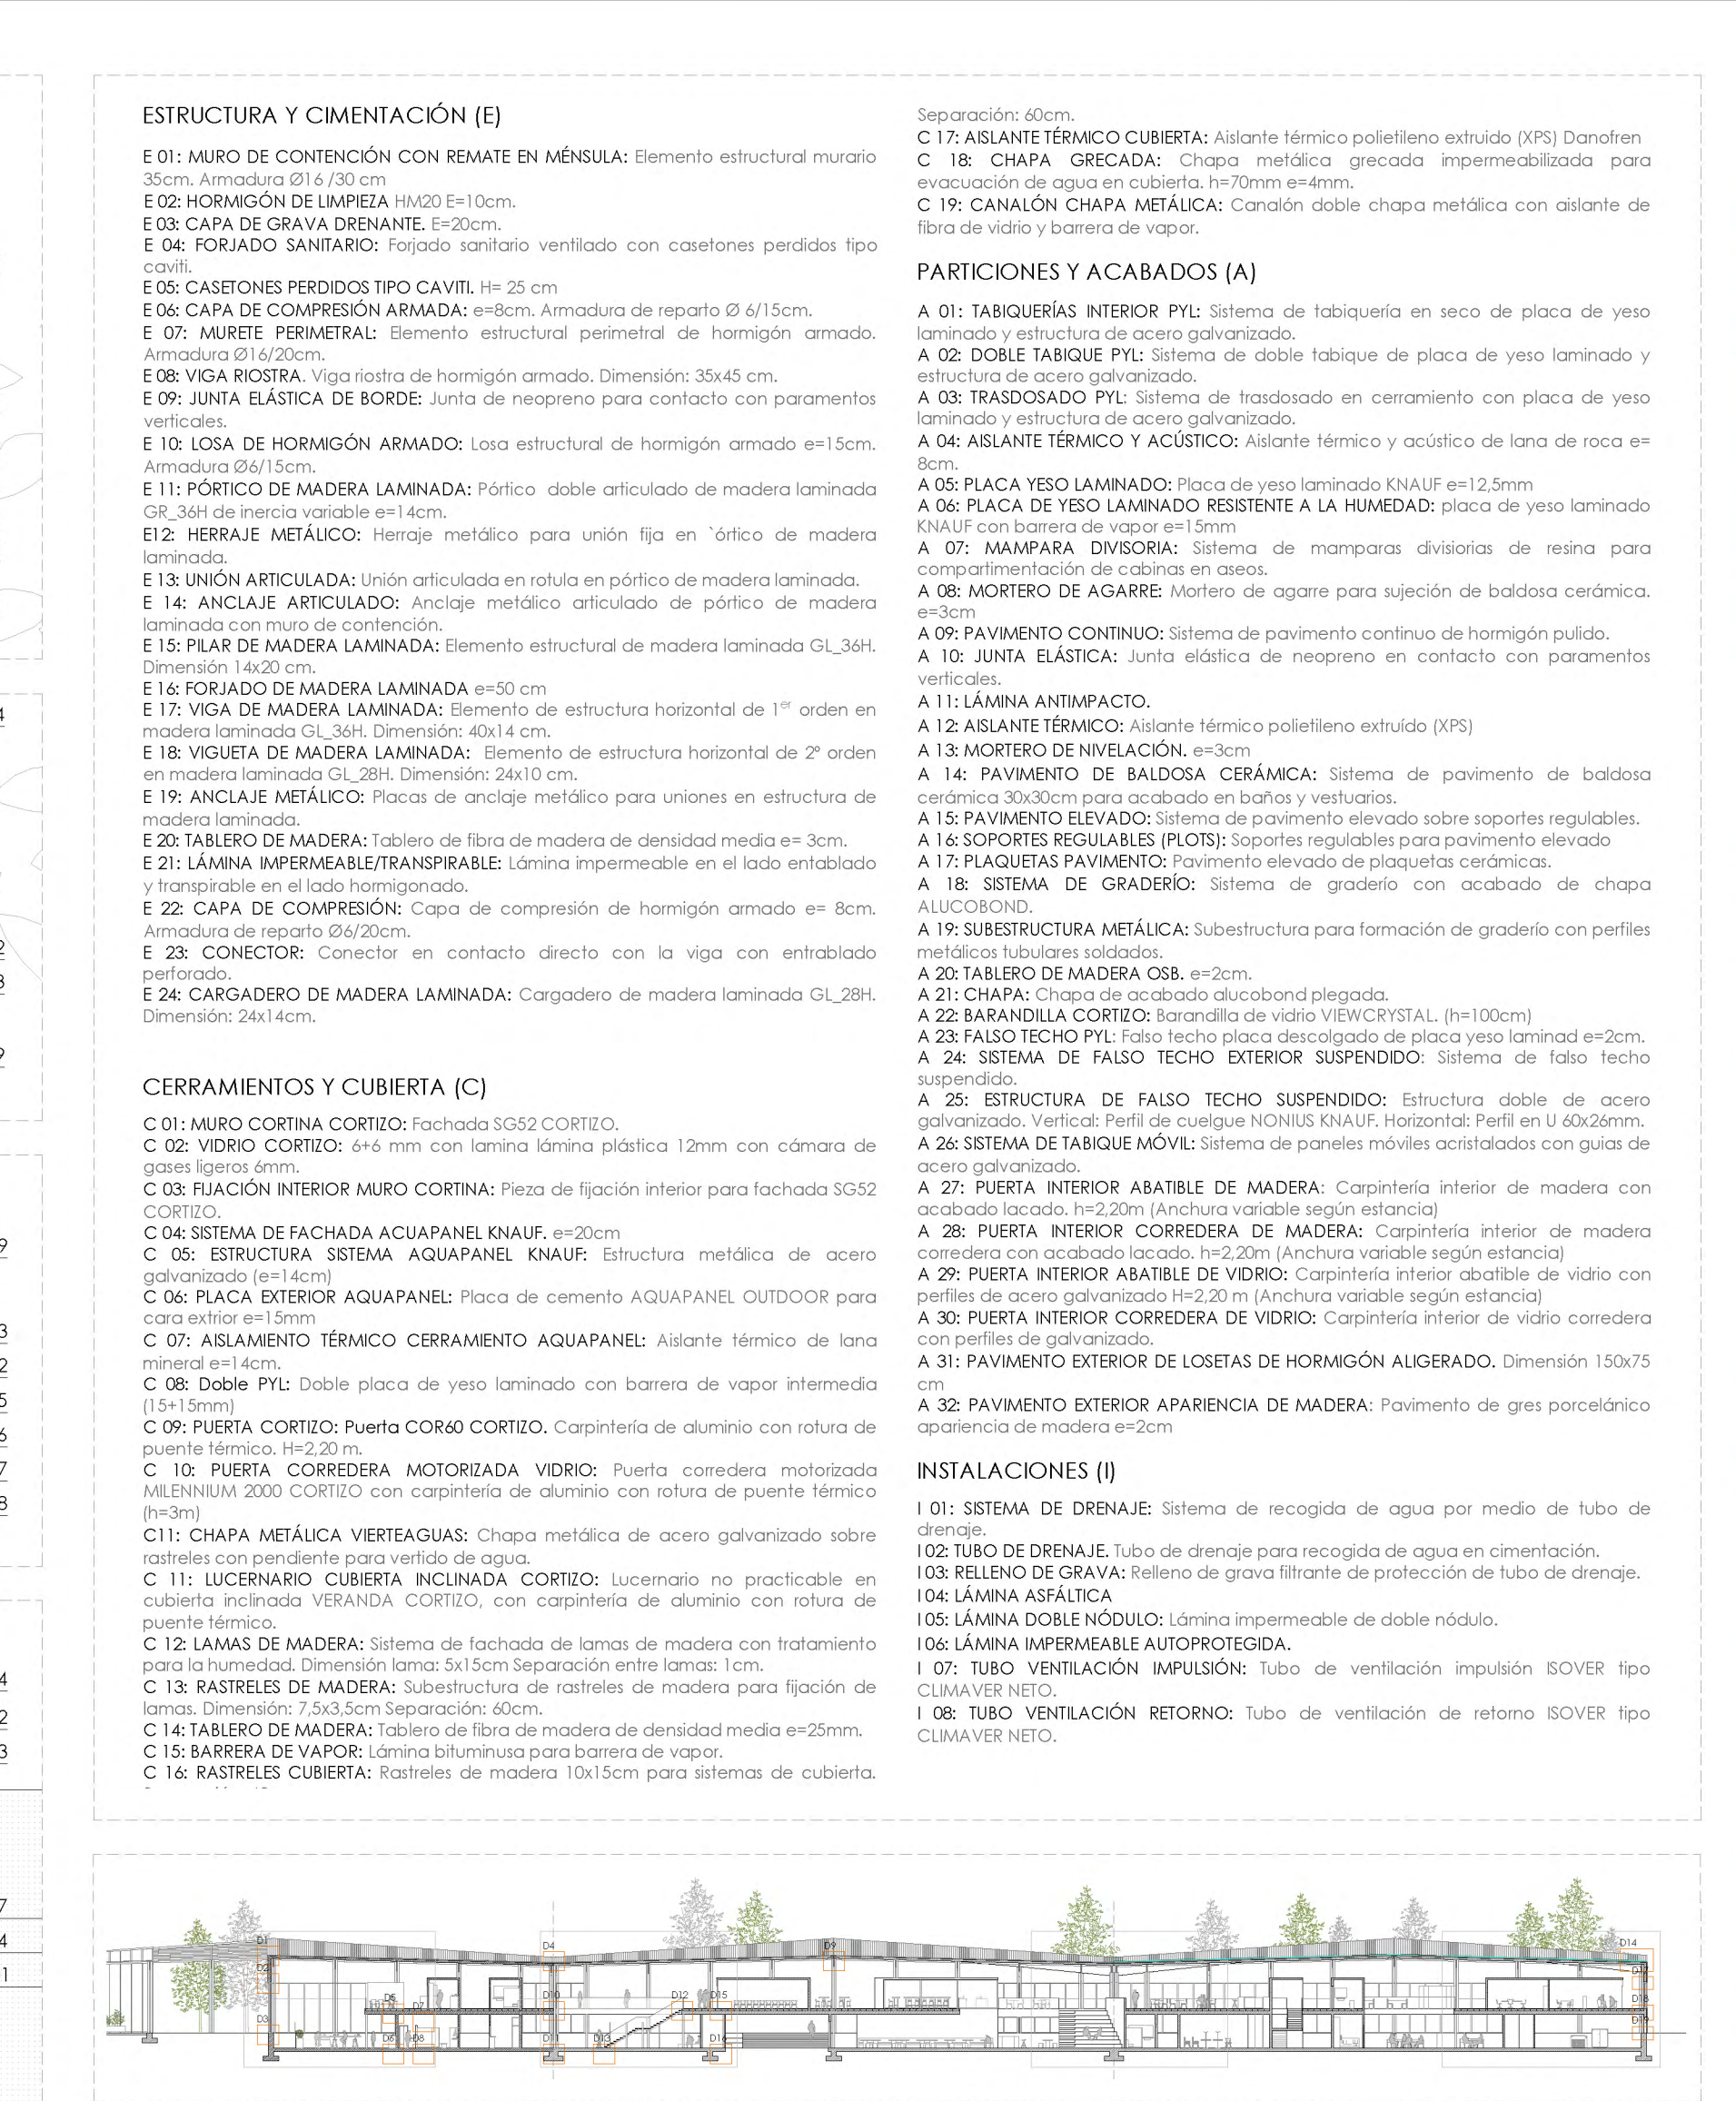 ESTRUCTURA Y CIMENTACIÓN (E)
E 01: MURO DE CONTENCIÓN CON REMATE EN MÉNSULA: Elemento estructural murario
35cm. Armadura Ø16 /30 cm
E 02: HORMIGÓN DE LIMPIEZA HM20 E=10cm.
E 03: CAPA DE GRAVA DRENANTE. E=20cm.
E 04: FORJADO SANITARIO: Forjado sanitario ventilado con casetones perdidos tipo
caviti.
E 05: CASETONES PERDIDOS TIPO CAVITI. H= 25 cm
E 06: CAPA DE COMPRESIÓN ARMADA: e=8cm. Armadura de reparto Ø 6/15cm.
E 07: MURETE PERIMETRAL: Elemento estructural perimetral de hormigón armado.
Armadura Ø16/20cm.
E 08: VIGA RIOSTRA. Viga riostra de hormigón armado. Dimensión: 35x45 cm.
E 09: JUNTA ELÁSTICA DE BORDE: Junta de neopreno para contacto con paramentos
verticales.
E 10: LOSA DE HORMIGÓN ARMADO: Losa estructural de hormigón armado e=15cm.
Armadura Ø6/15cm.
E 11: PÓRTICO DE MADERA LAMINADA: Pórtico doble articulado de madera laminada
GR_36H de inercia variable e=14cm.
E12: HERRAJE METÁLICO: Herraje metálico para unión fija en `órtico de madera
laminada.
E 13: UNIÓN ARTICULADA: Unión articulada en rotula en pórtico de madera laminada.
E 14: ANCLAJE ARTICULADO: Anclaje metálico articulado de pórtico de madera
laminada con muro de contención.
E 15: PILAR DE MADERA LAMINADA: Elemento estructural de madera laminada GL_36H.
Dimensión 14x20 cm.
E 16: FORJADO DE MADERA LAMINADA e=50 cm
E 17: VIGA DE MADERA LAMINADA: Elemento de estructura horizontal de 1er orden en
madera laminada GL_36H. Dimensión: 40x14 cm.
E 18: VIGUETA DE MADERA LAMINADA: Elemento de estructura horizontal de 2º orden
en madera laminada GL_28H. Dimensión: 24x10 cm.
E 19: ANCLAJE METÁLICO: Placas de anclaje metálico para uniones en estructura de
madera laminada.
E 20: TABLERO DE MADERA: Tablero de fibra de madera de densidad media e= 3cm.
E 21: LÁMINA IMPERMEABLE/TRANSPIRABLE: Lámina impermeable en el lado entablado
y transpirable en el lado hormigonado.
E 22: CAPA DE COMPRESIÓN: Capa de compresión de hormigón armado e= 8cm.
Armadura de reparto Ø6/20cm.
E 23: CONECTOR: Conector en contacto directo con la viga con entrablado
perforado.
E 24: CARGADERO DE MADERA LAMINADA: Cargadero de madera laminada GL_28H.
Dimensión: 24x14cm.
CERRAMIENTOS Y CUBIERTA (C)
C 01: MURO CORTINA CORTIZO: Fachada SG52 CORTIZO.
C 02: VIDRIO CORTIZO: 6+6 mm con lamina lámina plástica 12mm con cámara de
gases ligeros 6mm.
C 03: FIJACIÓN INTERIOR MURO CORTINA: Pieza de fijación interior para fachada SG52
CORTIZO.
C 04: SISTEMA DE FACHADA ACUAPANEL KNAUF. e=20cm
C 05: ESTRUCTURA SISTEMA AQUAPANEL KNAUF: Estructura metálica de acero
galvanizado (e=14cm)
C 06: PLACA EXTERIOR AQUAPANEL: Placa de cemento AQUAPANEL OUTDOOR para
cara extrior e=15mm
C 07: AISLAMIENTO TÉRMICO CERRAMIENTO AQUAPANEL: Aislante térmico de lana
mineral e=14cm.
C 08: Doble PYL: Doble placa de yeso laminado con barrera de vapor intermedia
(15+15mm)
C 09: PUERTA CORTIZO: Puerta COR60 CORTIZO. Carpintería de aluminio con rotura de
puente térmico. H=2,20 m.
C 10: PUERTA CORREDERA MOTORIZADA VIDRIO: Puerta corredera motorizada
MILENNIUM 2000 CORTIZO con carpintería de aluminio con rotura de puente térmico
(h=3m)
C11: CHAPA METÁLICA VIERTEAGUAS: Chapa metálica de acero galvanizado sobre
rastreles con pendiente para vertido de agua.
C 11: LUCERNARIO CUBIERTA INCLINADA CORTIZO: Lucernario no practicable en
cubierta inclinada VERANDA CORTIZO, con carpintería de aluminio con rotura de
puente térmico.
C 12: LAMAS DE MADERA: Sistema de fachada de lamas de madera con tratamiento
para la humedad. Dimensión lama: 5x15cm Separación entre lamas: 1cm.
C 13: RASTRELES DE MADERA: Subestructura de rastreles de madera para fijación de
lamas. Dimensión: 7,5x3,5cm Separación: 60cm.
C 14: TABLERO DE MADERA: Tablero de fibra de madera de densidad media e=25mm.
C 15: BARRERA DE VAPOR: Lámina bituminusa para barrera de vapor.
C 16: RASTRELES CUBIERTA: Rastreles de madera 10x15cm para sistemas de cubierta.
Separación: 60cm.
C 17: AISLANTE TÉRMICO CUBIERTA: Aislante térmico polietileno extruido (XPS) Danofren
C 18: CHAPA GRECADA: Chapa metálica grecada impermeabilizada para
evacuación de agua en cubierta. h=70mm e=4mm.
C 19: CANALÓN CHAPA METÁLICA: Canalón doble chapa metálica con aislante de
fibra de vidrio y barrera de vapor.
PARTICIONES Y ACABADOS (A)
A 01: TABIQUERÍAS INTERIOR PYL: Sistema de tabiquería en seco de placa de yeso
laminado y estructura de acero galvanizado.
A 02: DOBLE TABIQUE PYL: Sistema de doble tabique de placa de yeso laminado y
estructura de acero galvanizado.
A 03: TRASDOSADO PYL: Sistema de trasdosado en cerramiento con placa de yeso
laminado y estructura de acero galvanizado.
A 04: AISLANTE TÉRMICO Y ACÚSTICO: Aislante térmico y acústico de lana de roca e=
8cm.
A 05: PLACA YESO LAMINADO: Placa de yeso laminado KNAUF e=12,5mm
A 06: PLACA DE YESO LAMINADO RESISTENTE A LA HUMEDAD: placa de yeso laminado
KNAUF con barrera de vapor e=15mm
A 07: MAMPARA DIVISORIA: Sistema de mamparas divisiorias de resina para
compartimentación de cabinas en aseos.
A 08: MORTERO DE AGARRE: Mortero de agarre para sujeción de baldosa cerámica.
e=3cm
A 09: PAVIMENTO CONTINUO: Sistema de pavimento continuo de hormigón pulido.
A 10: JUNTA ELÁSTICA: Junta elástica de neopreno en contacto con paramentos
verticales.
A 11: LÁMINA ANTIMPACTO.
A 12: AISLANTE TÉRMICO: Aislante térmico polietileno extruído (XPS)
A 13: MORTERO DE NIVELACIÓN. e=3cm
A 14: PAVIMENTO DE BALDOSA CERÁMICA: Sistema de pavimento de baldosa
cerámica 30x30cm para acabado en baños y vestuarios.
A 15: PAVIMENTO ELEVADO: Sistema de pavimento elevado sobre soportes regulables.
A 16: SOPORTES REGULABLES (PLOTS): Soportes regulables para pavimento elevado
A 17: PLAQUETAS PAVIMENTO: Pavimento elevado de plaquetas cerámicas.
A 18: SISTEMA DE GRADERÍO: Sistema de graderío con acabado de chapa
ALUCOBOND.
A 19: SUBESTRUCTURA METÁLICA: Subestructura para formación de graderío con perfiles
metálicos tubulares soldados.
A 20: TABLERO DE MADERA OSB. e=2cm.
A 21: CHAPA: Chapa de acabado alucobond plegada.
A 22: BARANDILLA CORTIZO: Barandilla de vidrio VIEWCRYSTAL. (h=100cm)
A 23: FALSO TECHO PYL: Falso techo placa descolgado de placa yeso laminad e=2cm.
A 24: SISTEMA DE FALSO TECHO EXTERIOR SUSPENDIDO: Sistema de falso techo
suspendido.
A 25: ESTRUCTURA DE FALSO TECHO SUSPENDIDO: Estructura doble de acero
galvanizado. Vertical: Perfil de cuelgue NONIUS KNAUF. Horizontal: Perfil en U 60x26mm.
A 26: SISTEMA DE TABIQUE MÓVIL: Sistema de paneles móviles acristalados con guias de
acero galvanizado.
A 27: PUERTA INTERIOR ABATIBLE DE MADERA: Carpintería interior de madera con
acabado lacado. h=2,20m (Anchura variable según estancia)
A 28: PUERTA INTERIOR CORREDERA DE MADERA: Carpintería interior de madera
corredera con acabado lacado. h=2,20m (Anchura variable según estancia)
A 29: PUERTA INTERIOR ABATIBLE DE VIDRIO: Carpintería interior abatible de vidrio con
perfiles de acero galvanizado H=2,20 m (Anchura variable según estancia)
A 30: PUERTA INTERIOR CORREDERA DE VIDRIO: Carpintería interior de vidrio corredera
con perfiles de galvanizado.
A 31: PAVIMENTO EXTERIOR DE LOSETAS DE HORMIGÓN ALIGERADO. Dimensión 150x75
cm
A 32: PAVIMENTO EXTERIOR APARIENCIA DE MADERA: Pavimento de gres porcelánico
apariencia de madera e=2cm
INSTALACIONES (I)
I 01: SISTEMA DE DRENAJE: Sistema de recogida de agua por medio de tubo de
drenaje.
I 02: TUBO DE DRENAJE. Tubo de drenaje para recogida de agua en cimentación.
I 03: RELLENO DE GRAVA: Relleno de grava filtrante de protección de tubo de drenaje.
I 04: LÁMINA ASFÁLTICA
I 05: LÁMINA DOBLE NÓDULO: Lámina impermeable de doble nódulo.
I 06: LÁMINA IMPERMEABLE AUTOPROTEGIDA.
I 07: TUBO VENTILACIÓN IMPULSIÓN: Tubo de ventilación impulsión ISOVER tipo
CLIMAVER NETO.
I 08: TUBO VENTILACIÓN RETORNO: Tubo de ventilación de retorno ISOVER tipo
CLIMAVER NETO.
D1
D4
D9
D14
D2
D7
D10
D12
D15
D18
D3
D8
D11
D13
D16